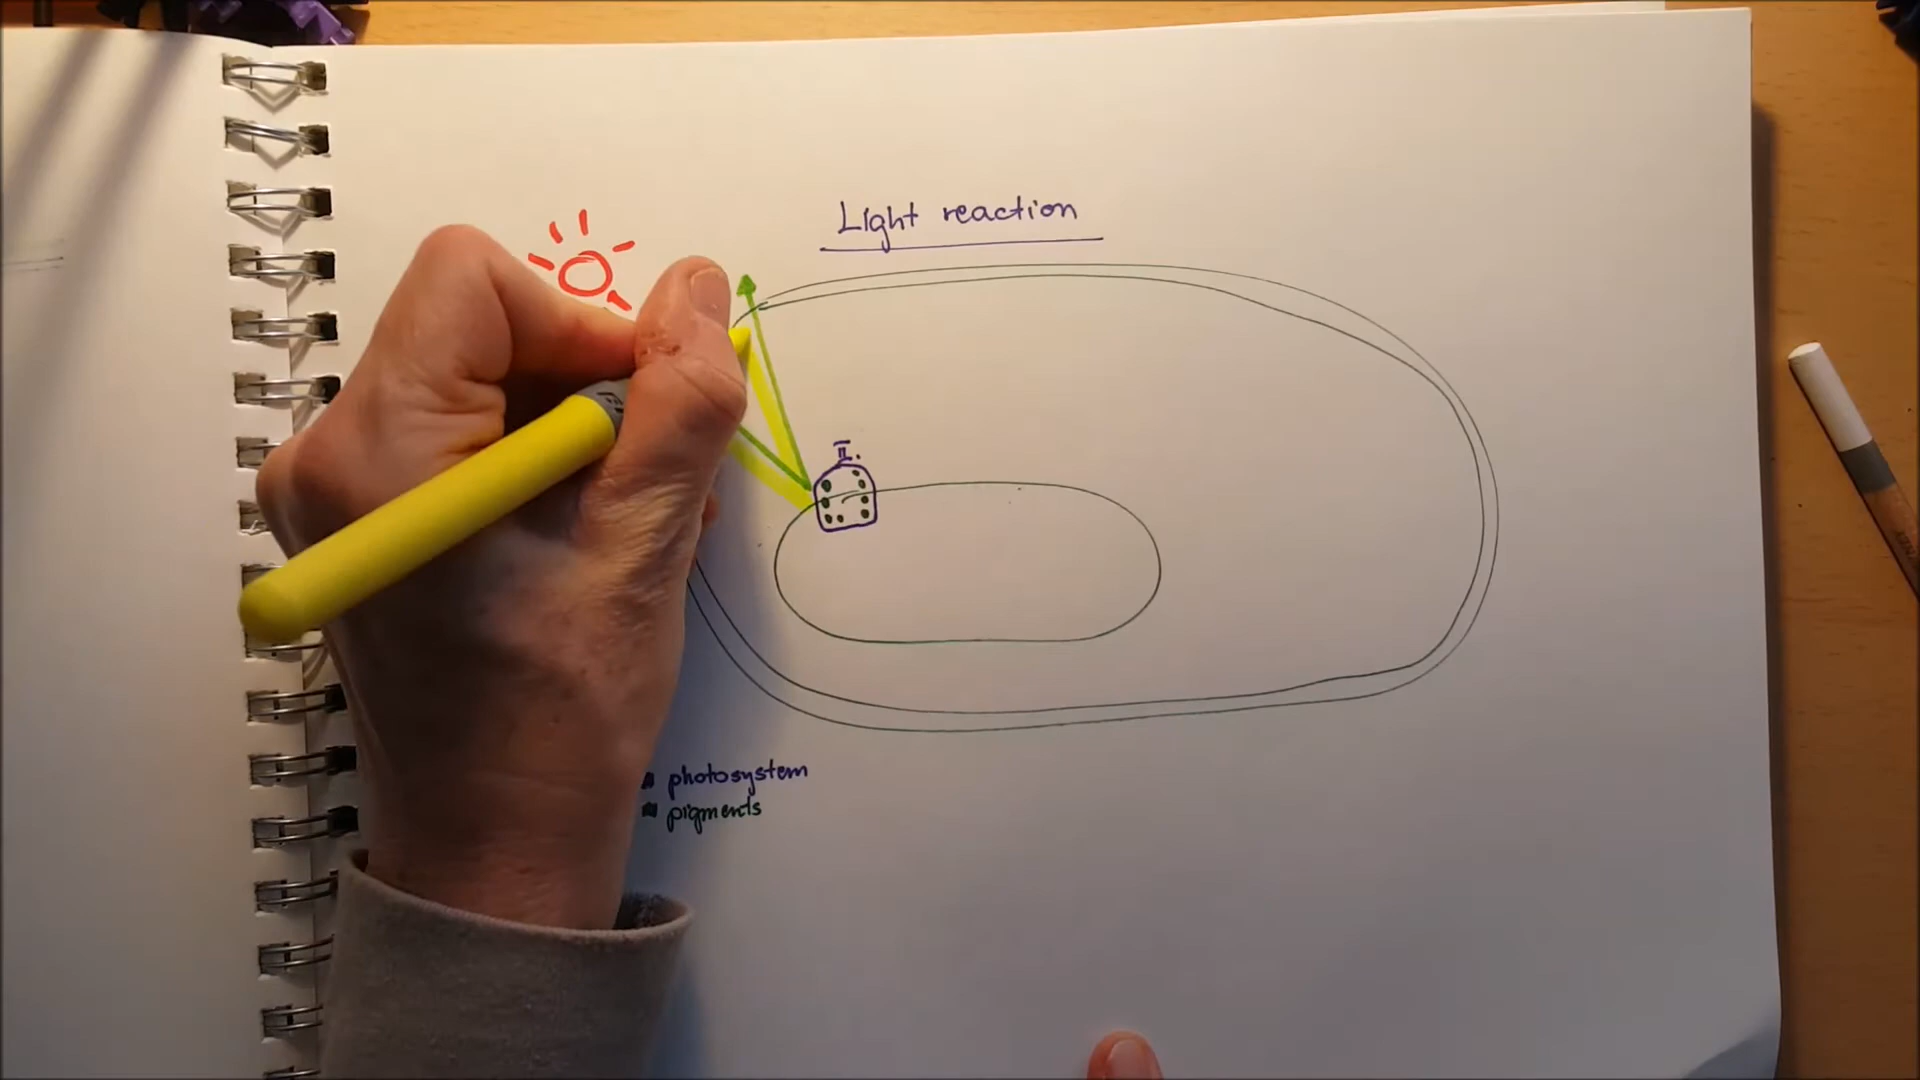 Light reaction
II.
photosystem
pigments